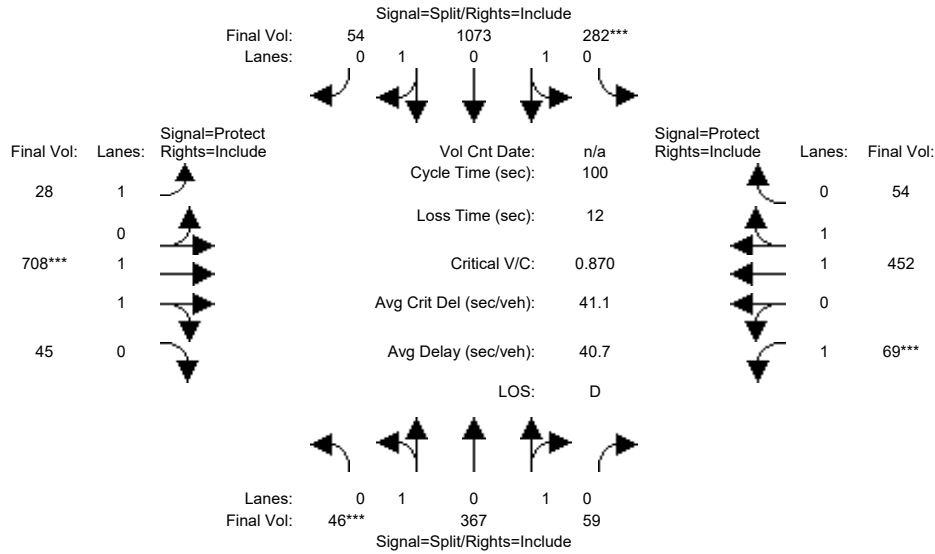 Signal=Split/Rights=Include
Final Vol: 54 1073 282***
Lanes: 0 1 0 1 0
Signal=Protect Signal=Protect
Final Vol: Lanes: Rights=Include Vol Cnt Date: n/a Rights=Include Lanes: Final Vol:
Cycle Time (sec): 100
28 1 0 54
Loss Time (sec): 12
0 1
708*** 1 Critical V/C: 0.870 1 452
1 Avg Crit Del (sec/veh): 41.1 0
45 0 Avg Delay (sec/veh): 40.7 1 69***
LOS: D
Lanes: 0 1 0 1 0
Final Vol: 46*** 367 59
Signal=Split/Rights=Include